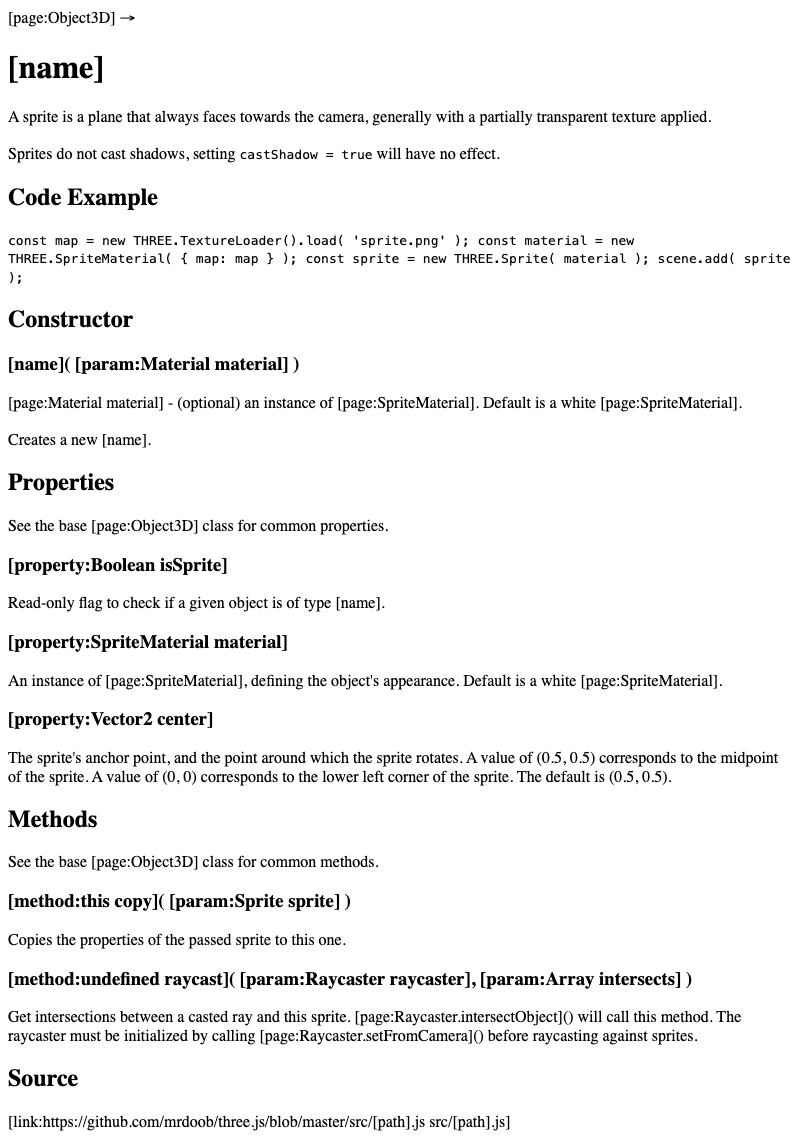 [page:Object3D] →
[name]
A sprite is a plane that always faces towards the camera, generally with a partially transparent texture applied.
Sprites do not cast shadows, setting castShadow = true will have no effect.
Code Example
const map = new THREE.TextureLoader().load( 'sprite.png' ); const material = new
THREE.SpriteMaterial( { map: map } ); const sprite = new THREE.Sprite( material ); scene.add( sprite
);
Constructor
[name]( [param:Material material] )
[page:Material material] - (optional) an instance of [page:SpriteMaterial]. Default is a white [page:SpriteMaterial].
Creates a new [name].
Properties
See the base [page:Object3D] class for common properties.
[property:Boolean isSprite]
Read-only flag to check if a given object is of type [name].
[property:SpriteMaterial material]
An instance of [page:SpriteMaterial], defining the object's appearance. Default is a white [page:SpriteMaterial].
[property:Vector2 center]
The sprite's anchor point, and the point around which the sprite rotates. A value of (0.5, 0.5) corresponds to the midpoint
of the sprite. A value of (0, 0) corresponds to the lower left corner of the sprite. The default is (0.5, 0.5).
Methods
See the base [page:Object3D] class for common methods.
[method:this copy]( [param:Sprite sprite] )
Copies the properties of the passed sprite to this one.
[method:undefined raycast]( [param:Raycaster raycaster], [param:Array intersects] )
Get intersections between a casted ray and this sprite. [page:Raycaster.intersectObject]() will call this method. The
raycaster must be initialized by calling [page:Raycaster.setFromCamera]() before raycasting against sprites.
Source
[link:https://github.com/mrdoob/three.js/blob/master/src/[path].js src/[path].js]